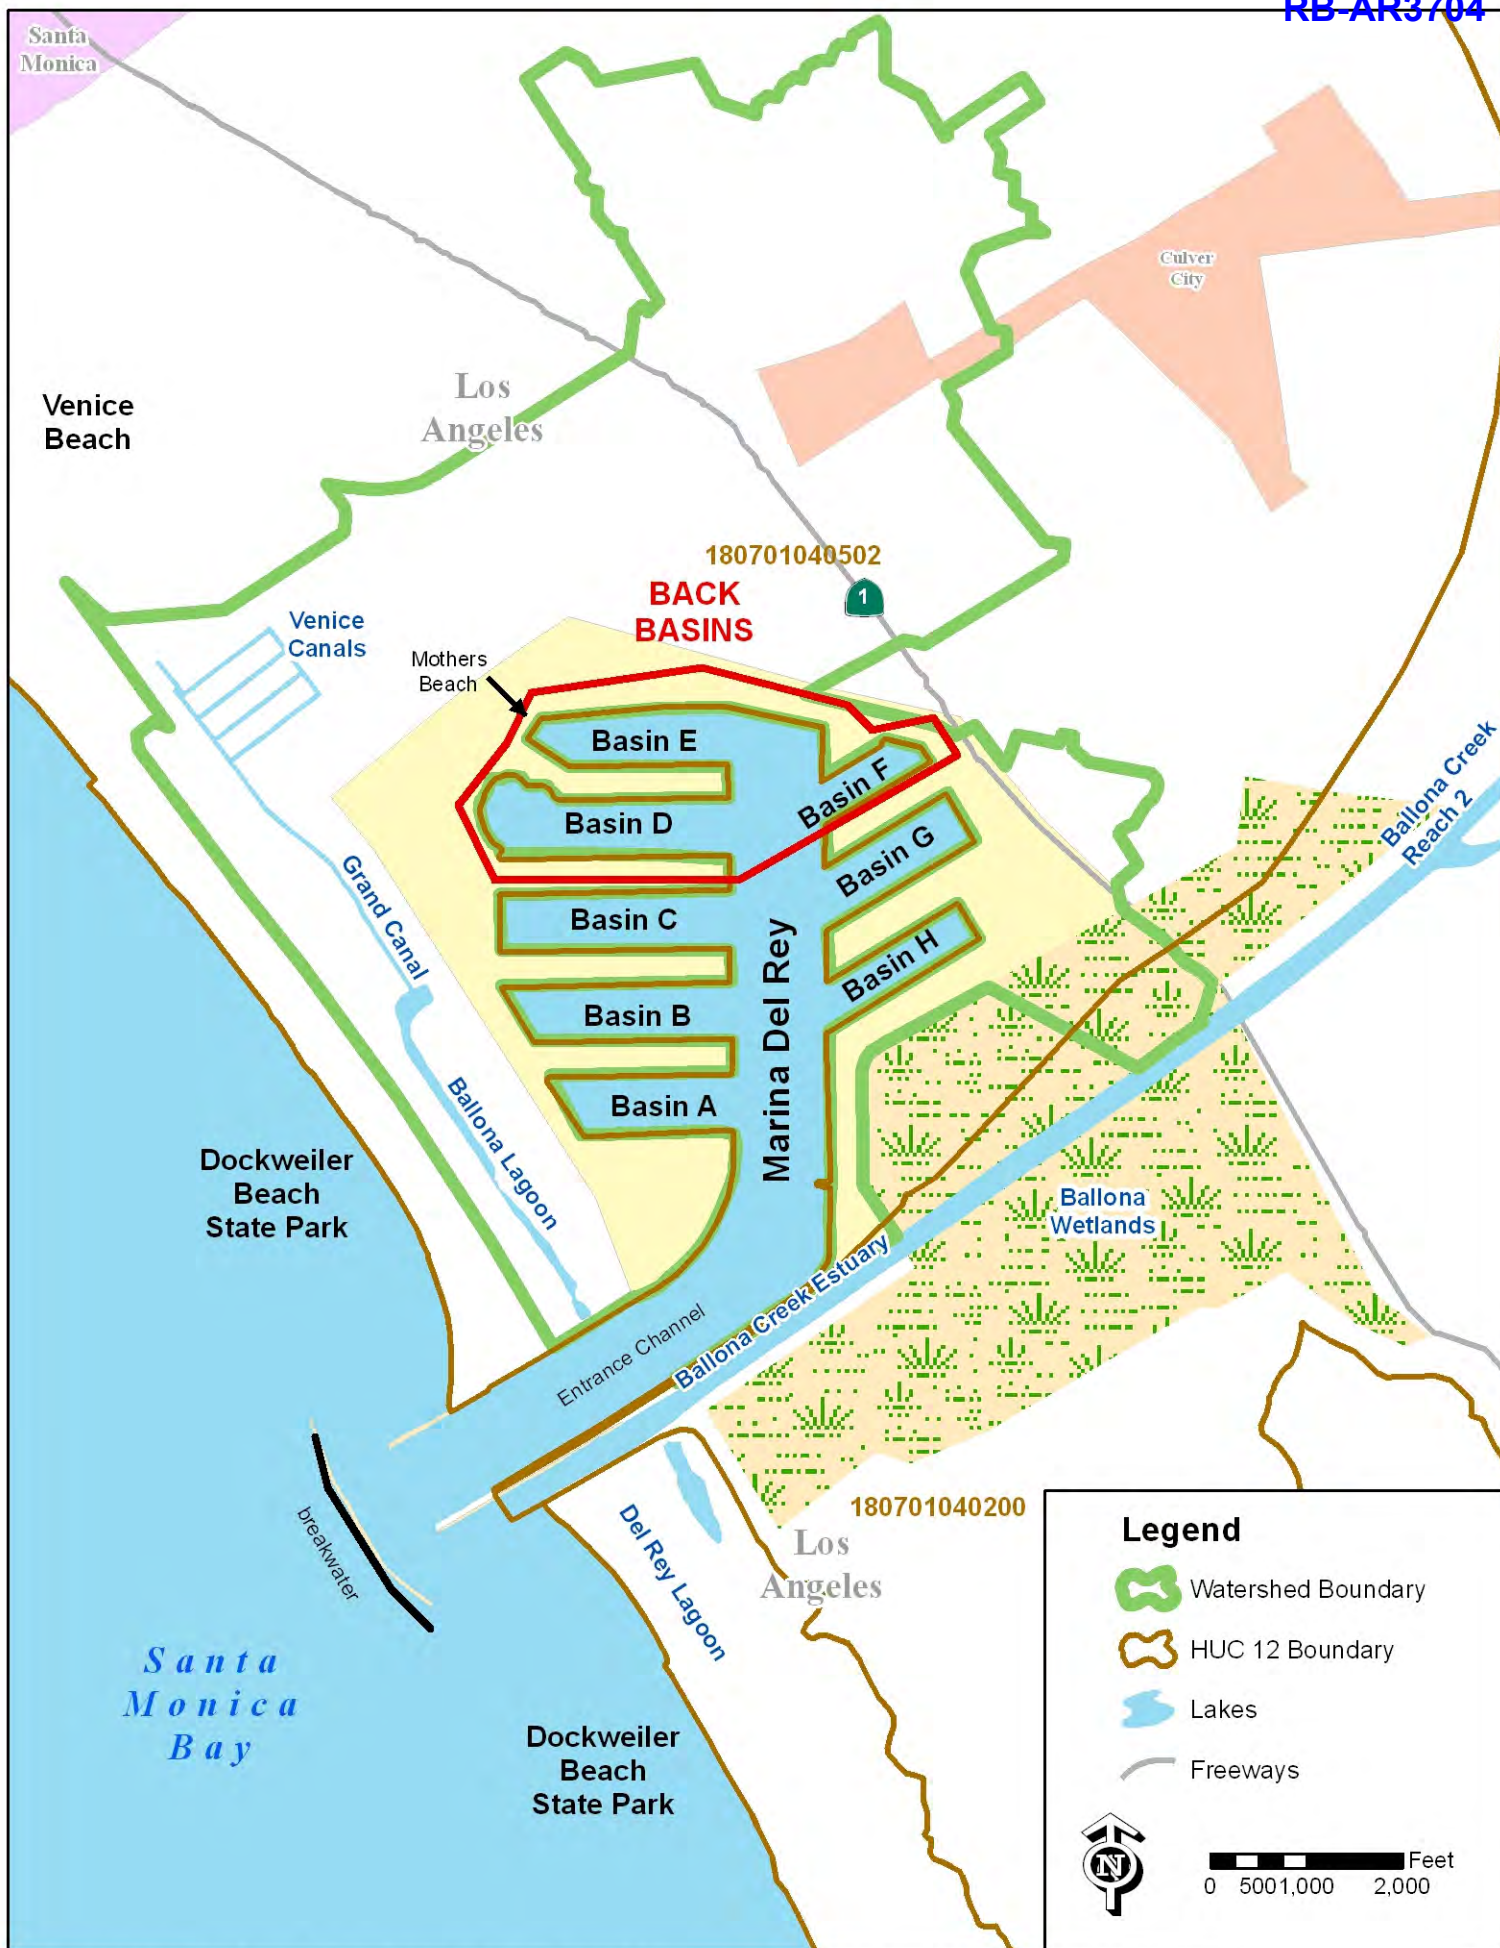 RB-AR3704
Santa
Monica
Culver
City
Los
Angeles
Venice
Beach
180701040502
BACK
BASINS
1
Venice
Canals
Mothers
Beach
Basin E
Basin F
Basin D
Basin G
Basin C
Basin H
Basin B
Basin A
Marina Del Rey
Ballona Creek
Reach 2
Grand Canal
Ballona Lagoon
Dockweiler
Beach
State Park
Ballona
Wetlands
Ballona Creek Estuary
Entrance Channel
breakwater
Del Rey Lagoon
180701040200
Los
Angeles
Santa
Monica
Bay
Dockweiler
Beach
State Park
Legend
Watershed Boundary
HUC 12 Boundary
Lakes
Freeways
N
Feet
0 500 1,000 2,000